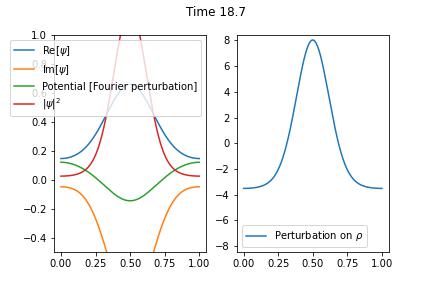 Time 18.7
1.0
0.8
0.6
0.4
0.2
0.0
−0.2
−0.4
0.00 0.25 0.50 0.75 1.00
Re[ψ]
Im[ψ]
Potential [Fourier perturbation]
|ψ|²
8
6
4
2
0
−2
−4
−6
−8
0.00 0.25 0.50 0.75 1.00
Perturbation on ρ